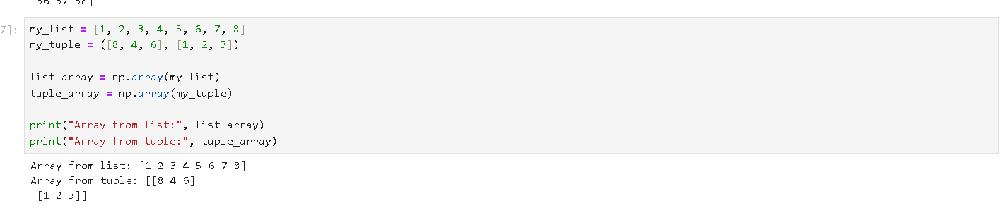 56 57 58]
7]:
my_list = [1, 2, 3, 4, 5, 6, 7, 8]
my_tuple = ([8, 4, 6], [1, 2, 3])
list_array = np.array(my_list)
tuple_array = np.array(my_tuple)
print("Array from list:", list_array)
print("Array from tuple:", tuple_array)
Array from list: [1 2 3 4 5 6 7 8]
Array from tuple: [[8 4 6]
[1 2 3]]